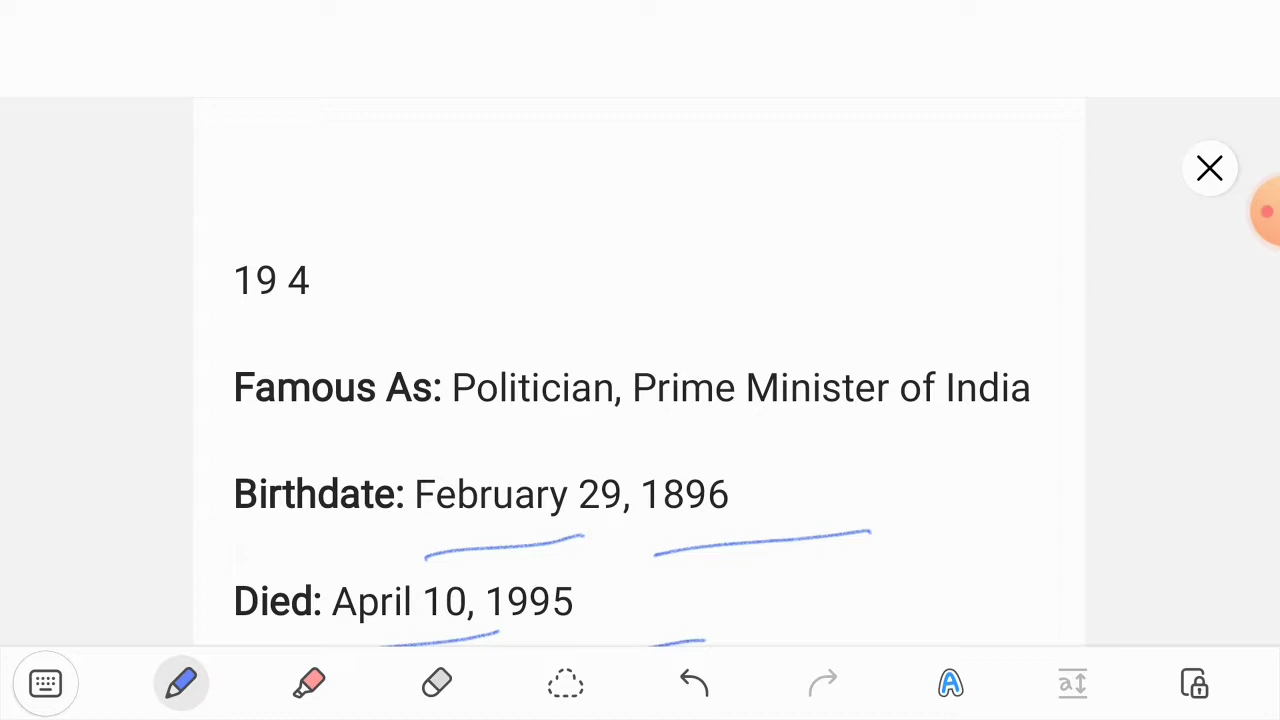 19 4
Famous As: Politician, Prime Minister of India
Birthdate: February 29, 1896
Died: April 10, 1995